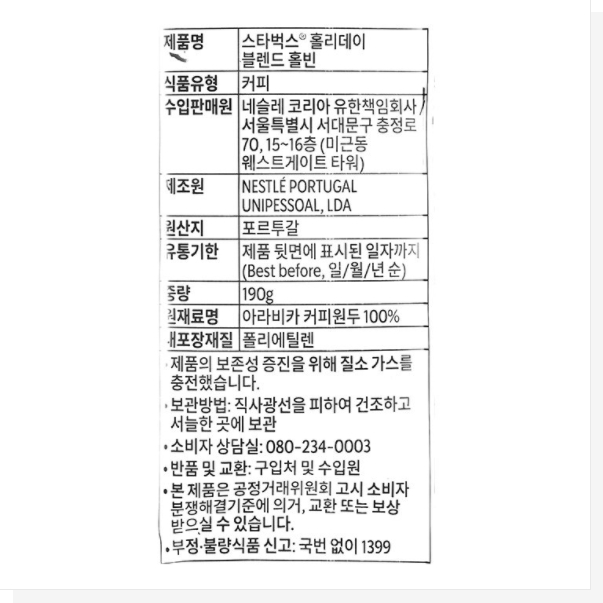 제품명 스타벅스® 홀리데이
블렌드 홀빈
식품유형 커피
수입판매원 네슬레 코리아 유한책임회사/
서울특별시 서대문구 충정로
70, 15~16층 (미근동
웨스트게이트 타워)
제조원 NESTLÉ PORTUGAL
UNIPESSOAL, LDA
원산지 포르투갈
유통기한 제품 뒷면에 표시된 일자까지
(Best before, 일/월/년 순)
중량 190g
원재료명 아라비카 커피원두 100%
내포장재질 폴리에틸렌
· 제품의 보존성 증진을 위해 질소 가스를
충전했습니다.
• 보관방법: 직사광선을 피하여 건조하고
서늘한 곳에 보관
• 소비자 상담실: 080-234-0003
• 반품 및 교환: 구입처 및 수입원
• 본 제품은 공정거래위원회 고시 소비자
분쟁해결기준에 의거, 교환 또는 보상
받으실 수 있습니다.
• 부정·불량식품 신고: 국번 없이 1399